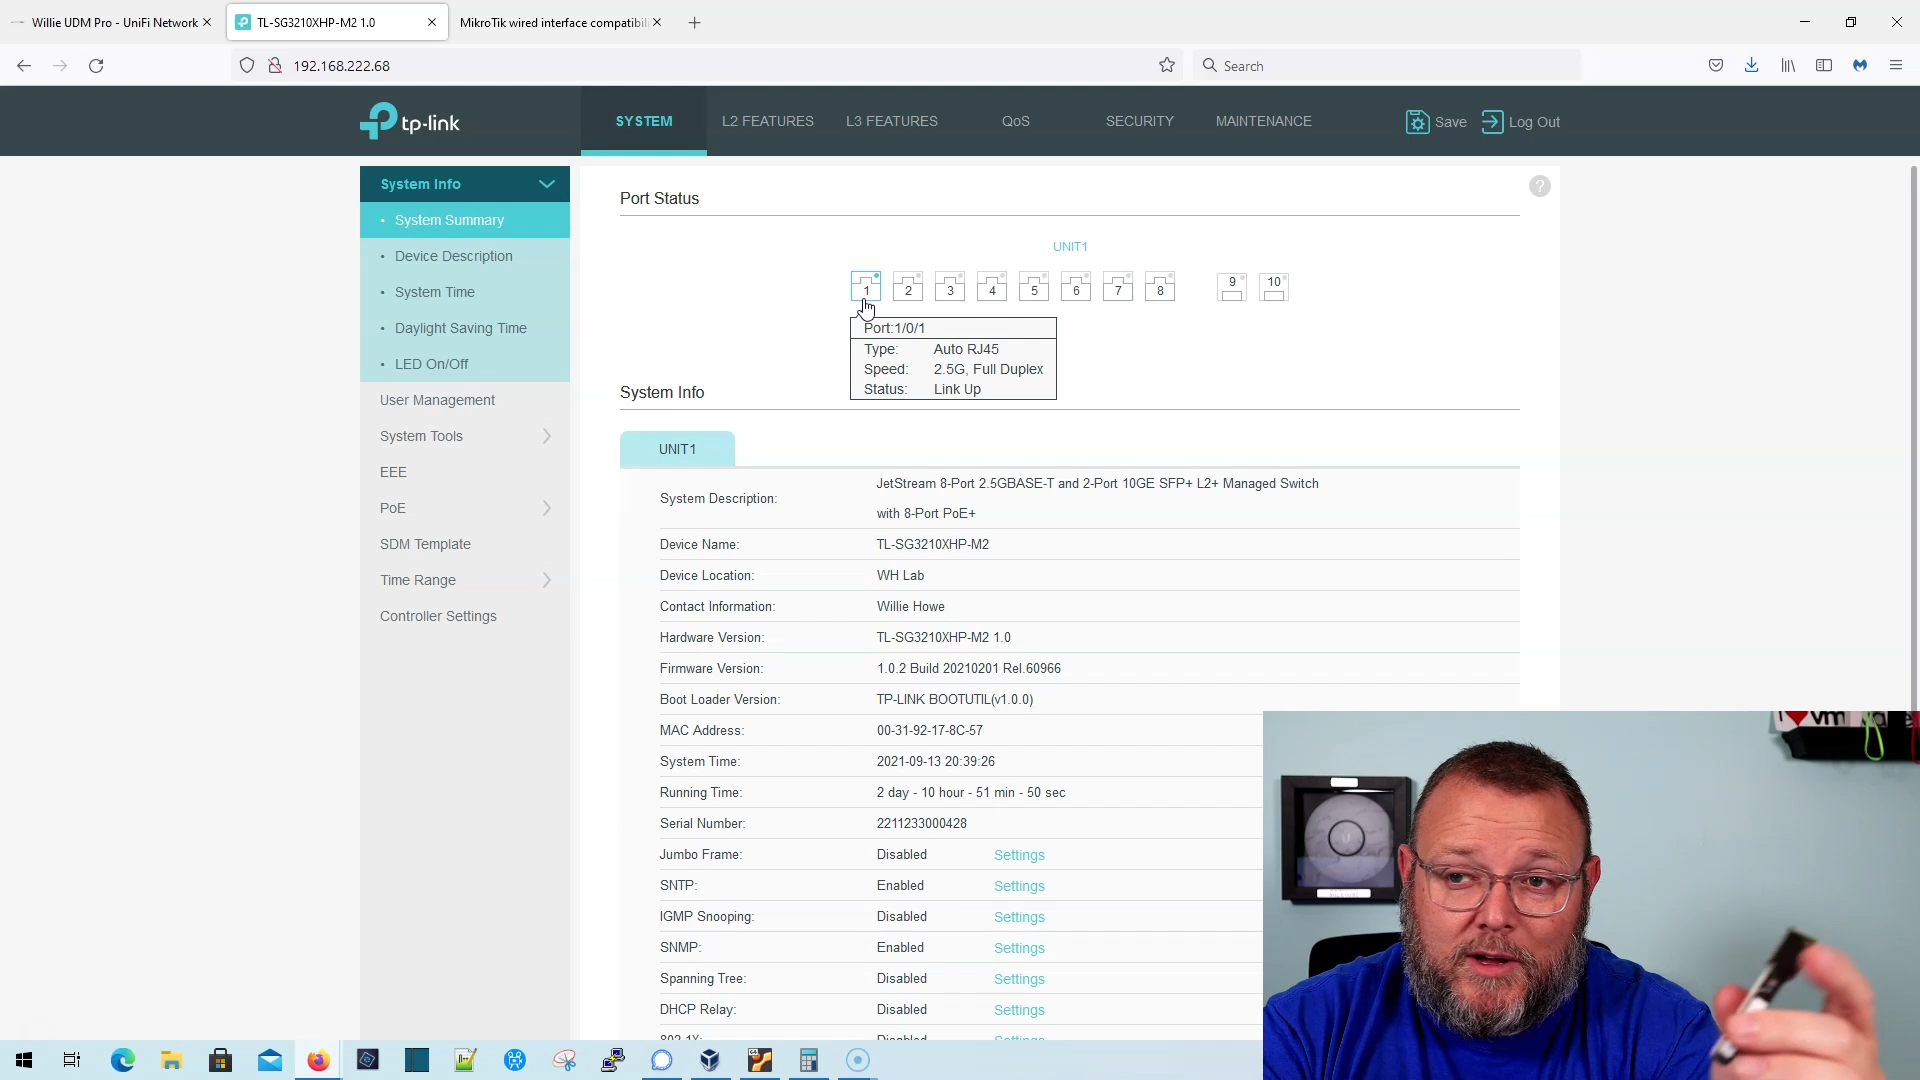 Willie UDM Pro - UniFi Network
TL-SG3210XHP-M2 1.0
MikroTik wired interface compatibili
192.168.222.68
Search
tp-link
SYSTEM
L2 FEATURES
L3 FEATURES
QoS
SECURITY
MAINTENANCE
Save
Log Out
System Info
System Summary
Device Description
System Time
Daylight Saving Time
LED On/Off
User Management
System Tools
EEE
PoE
SDM Template
Time Range
Controller Settings
Port Status
?
UNIT1
1 2 3 4 5 6 7 8 9 10
Port:1/0/1
Type: Auto RJ45
Speed: 2.5G, Full Duplex
Status: Link Up
System Info
UNIT1
System Description: JetStream 8-Port 2.5GBASE-T and 2-Port 10GE SFP+ L2+ Managed Switch
with 8-Port PoE+
Device Name: TL-SG3210XHP-M2
Device Location: WH Lab
Contact Information: Willie Howe
Hardware Version: TL-SG3210XHP-M2 1.0
Firmware Version: 1.0.2 Build 20210201 Rel.60966
Boot Loader Version: TP-LINK BOOTUTIL(v1.0.0)
MAC Address: 00-31-92-17-8C-57
System Time: 2021-09-13 20:39:26
Running Time: 2 day - 10 hour - 51 min - 50 sec
Serial Number: 2211233000428
Jumbo Frame: Disabled Settings
SNTP: Enabled Settings
IGMP Snooping: Disabled Settings
SNMP: Enabled Settings
Spanning Tree: Disabled Settings
DHCP Relay: Disabled Settings
802.1X: Disabled Settings